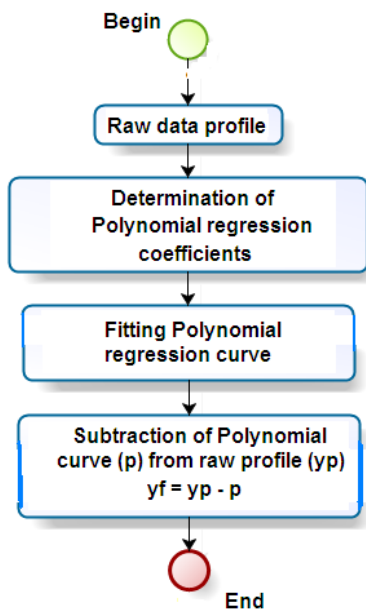 Begin
Raw data profile
Determination of
Polynomial regression
coefficients
Fitting Polynomial
regression curve
Subtraction of Polynomial
curve (p) from raw profile (yp)
yf = yp - p
End